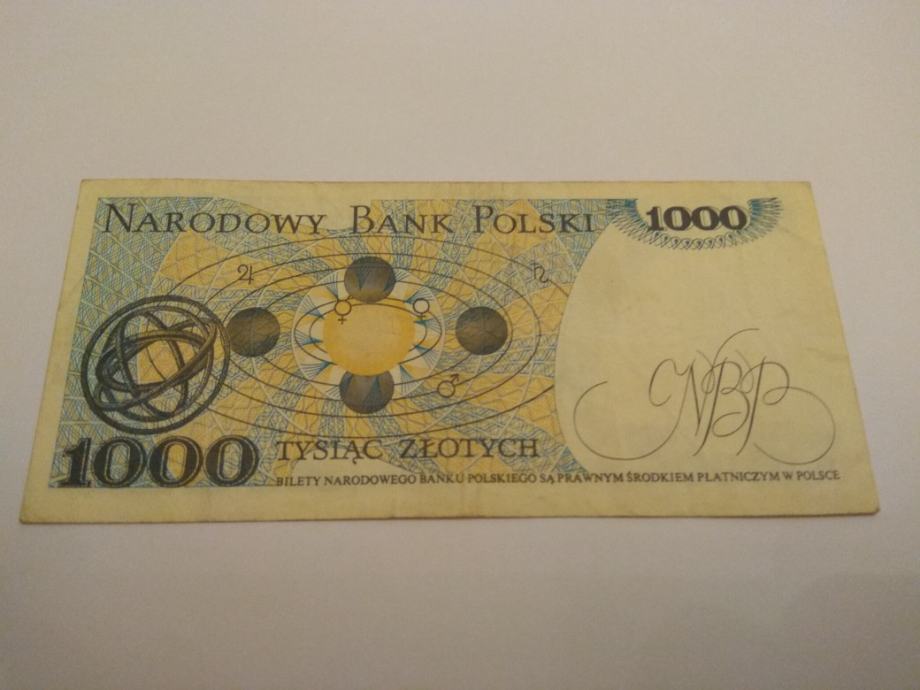 NARODOWY BANK POLSKI 1000
NBP
1000 TYSIĄC ZŁOTYCH
BILETY NARODOWEGO BANKU POLSKIEGO SĄ PRAWNYM ŚRODKIEM PŁATNICZYM W POLSCE